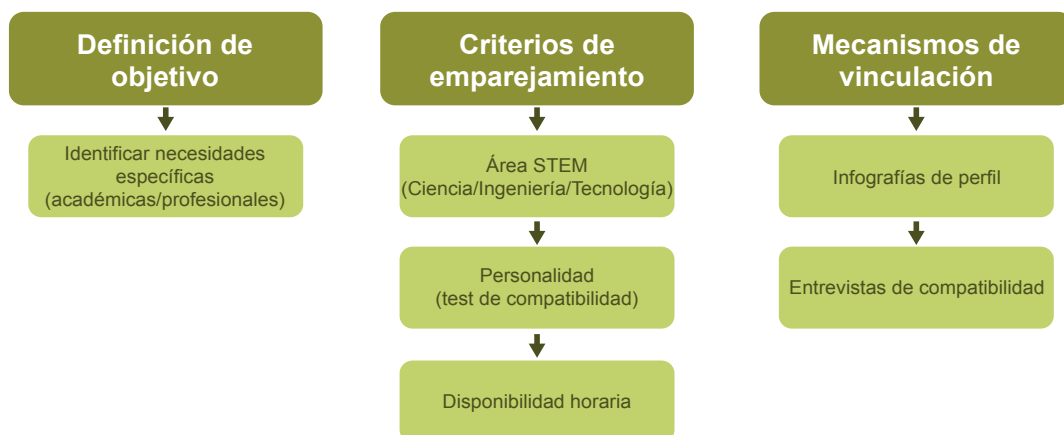 Definición de
objetivo
Identificar necesidades
específicas
(académicas/profesionales)
Criterios de
emparejamiento
Área STEM
(Ciencia/Ingeniería/Tecnología)
Personalidad
(test de compatibilidad)
Disponibilidad horaria
Mecanismos de
vinculación
Infografías de perfil
Entrevistas de compatibilidad